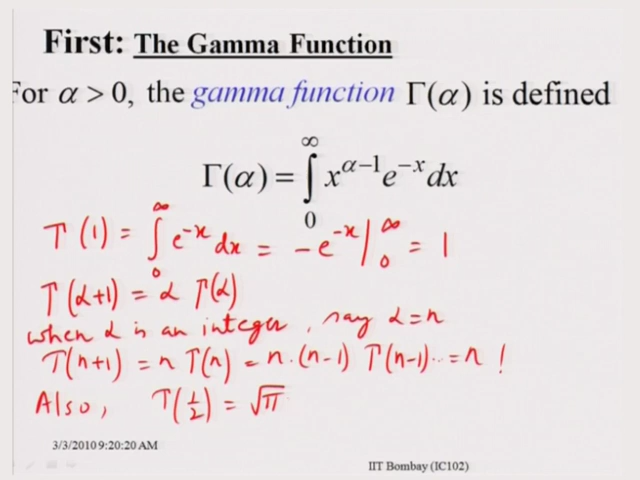 First: The Gamma Function
For α > 0, the gamma function Γ(α) is defined
Γ(α) = ∫₀^∞ x^(α−1) e^(−x) dx
Γ(1) = ∫₀^∞ e^(−x) dx = −e^(−x) |₀^∞ = 1
Γ(α+1) = α Γ(α)
when α is an integer, say α = n
Γ(n+1) = n Γ(n) = n·(n−1) Γ(n−1)... = n!
Also, Γ(1/2) = √π
3/3/2010 9:20:20 AM
IIT Bombay (IC102)